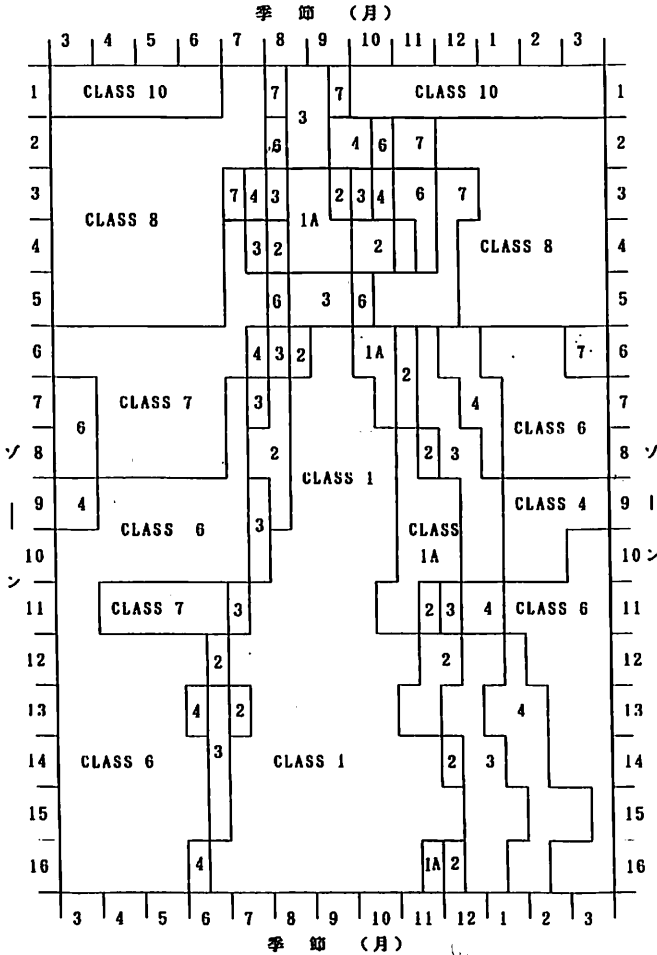 季 節 (月)
3 4 5 6 7 8 9 10 11 12 1 2 3
1 CLASS 10 7 3 7 CLASS 10 1
2 6 4 6 7 2
3 7 4 3 2 3 4 6 7 3
CLASS 8 1A
4 3 2 2 CLASS 8 4
5 6 3 6 5
6 4 3 2 1A 7 6
2
7 CLASS 7 3 4 7
6 CLASS 6
ゾ 8 2 2 3 8 ゾ
CLASS 1
ー 9 4 CLASS 4 9 ー
CLASS 6 3 CLASS
ン 10 1A 10 ン
11 CLASS 7 3 2 3 4 CLASS 6 11
12 2 2 12
13 4 2 4 13
3
14 CLASS 6 CLASS 1 2 3 14
15 15
16 4 1A 2 16
3 4 5 6 7 8 9 10 11 12 1 2 3
季 節 (月)